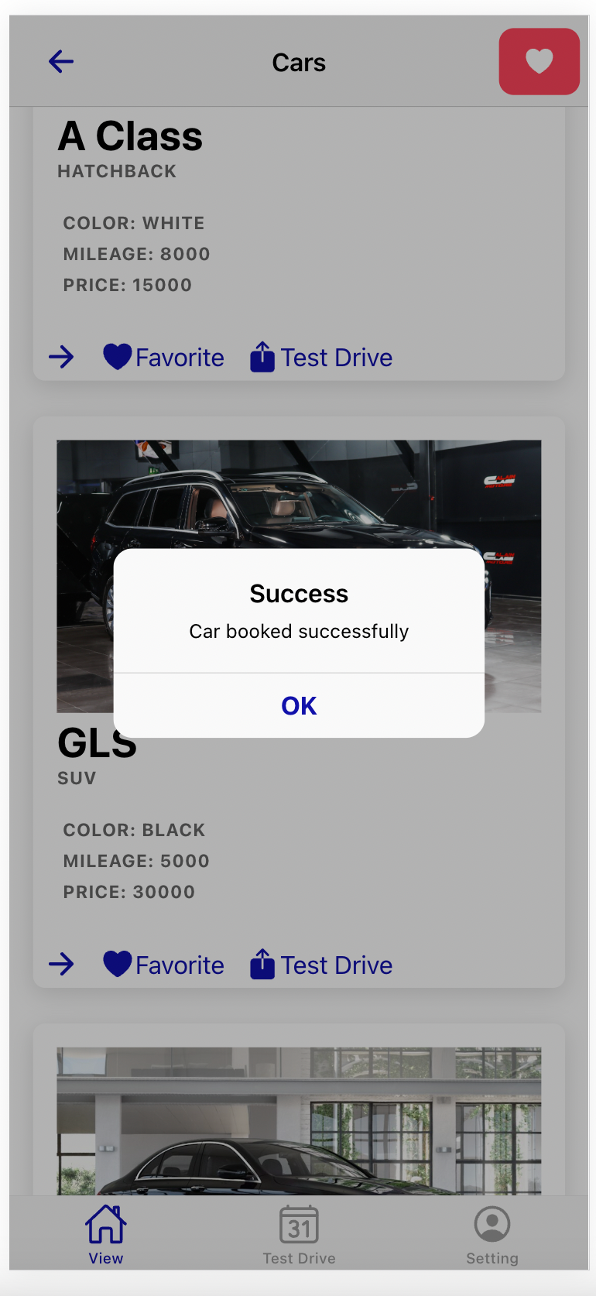 Cars
A Class
HATCHBACK
COLOR: WHITE
MILEAGE: 8000
PRICE: 15000
Favorite Test Drive
Success
Car booked successfully
OK
GLS
SUV
COLOR: BLACK
MILEAGE: 5000
PRICE: 30000
Favorite Test Drive
31
View Test Drive Setting